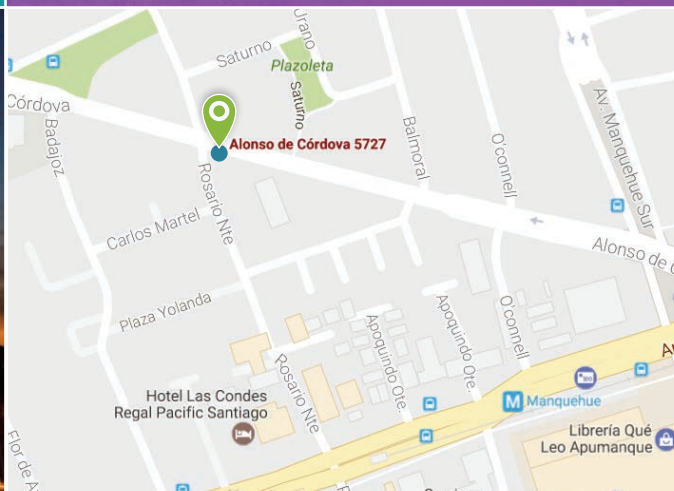 Saturno
Urano
Plazoleta
Saturno
Córdova
Badajoz
Alonso de Córdova 5727
Balmoral
O'connell
Av. Manquehue Sur
Rosario Nte
Carlos Martel
Alonso de
Plaza Yolanda
Apoquindo Ote.
Apoquindo Ote.
O'connell
Hotel Las Condes
Regal Pacific Santiago
Rosario Nte
M Manquehue
Librería Qué
Leo Apumanque
Flor de